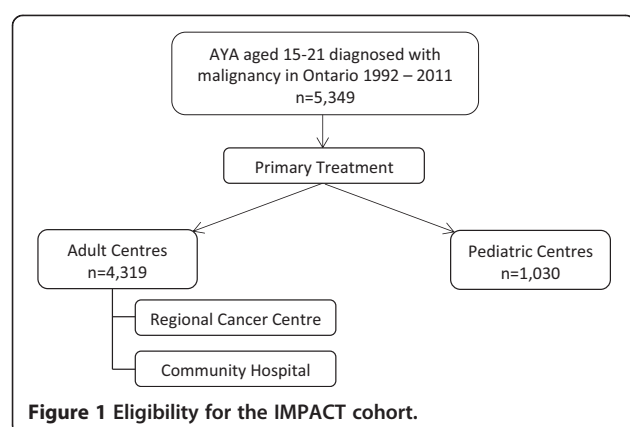 AYA aged 15-21 diagnosed with
malignancy in Ontario 1992 – 2011
n=5,349
Primary Treatment
Adult Centres
n=4,319
Pediatric Centres
n=1,030
Regional Cancer Centre
Community Hospital
Figure 1 Eligibility for the IMPACT cohort.